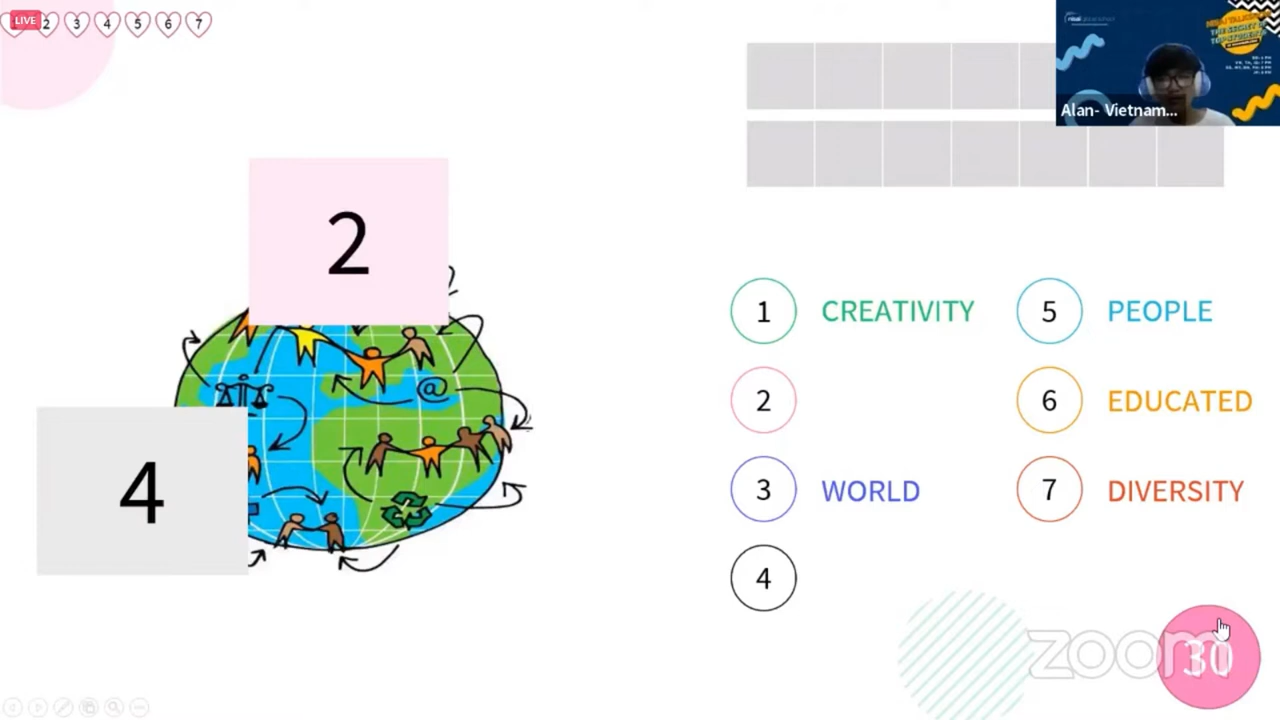 LIVE 2 3 4 5 6 7
Alan- Vietnam...
2
4
@
1 CREATIVITY
2
3 WORLD
4
5 PEOPLE
6 EDUCATED
7 DIVERSITY
zoom
30